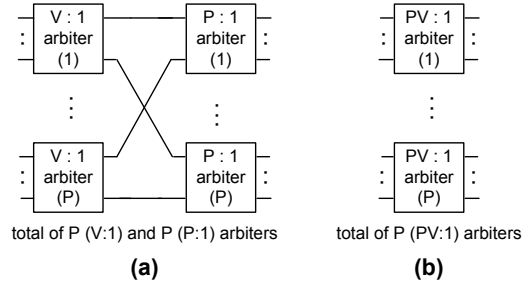 V : 1
arbiter
(1)
P : 1
arbiter
(1)
V : 1
arbiter
(P)
P : 1
arbiter
(P)
total of P (V:1) and P (P:1) arbiters
(a)
PV : 1
arbiter
(1)
PV : 1
arbiter
(P)
total of P (PV:1) arbiters
(b)